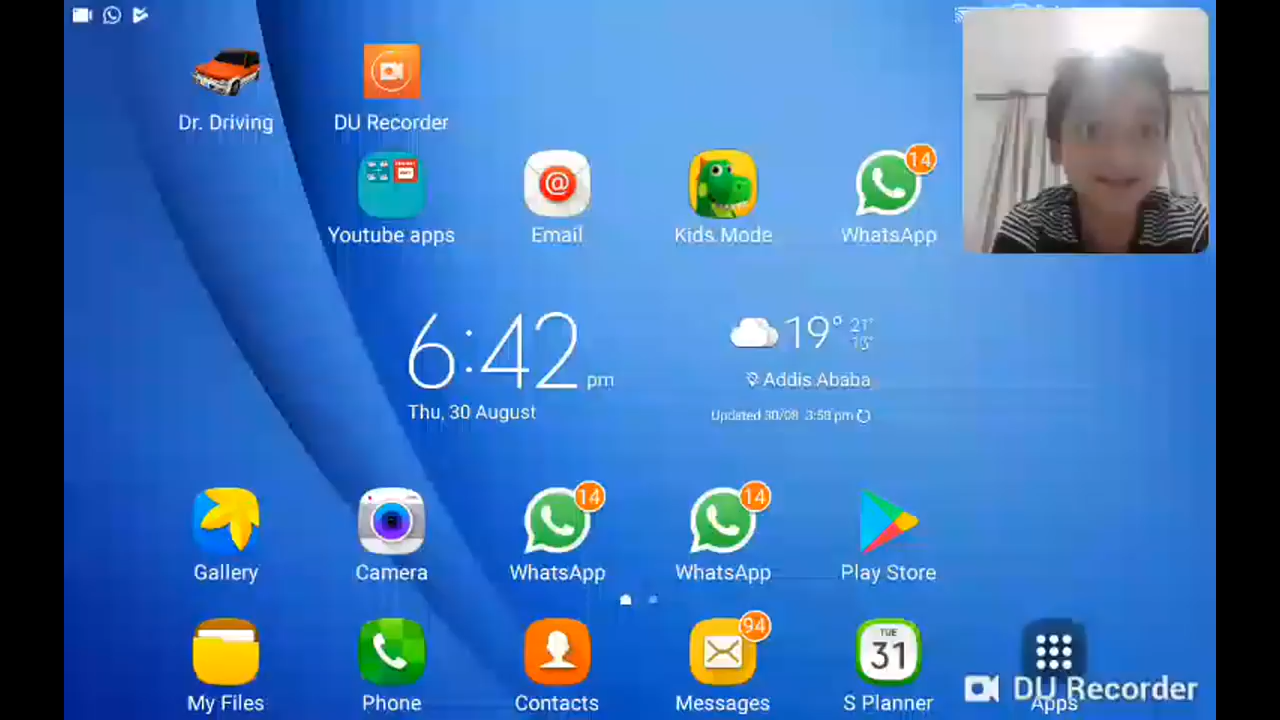 Dr. Driving
DU Recorder
Youtube apps
Email
Kids Mode
14
WhatsApp
6:42 pm
19° 21°
Thu, 30 August
Addis Ababa
Updated 30/08 3:58 pm
Gallery
Camera
14
WhatsApp
14
WhatsApp
Play Store
My Files
Phone
Contacts
94
Messages
TUE
31
S Planner
Apps
DU Recorder